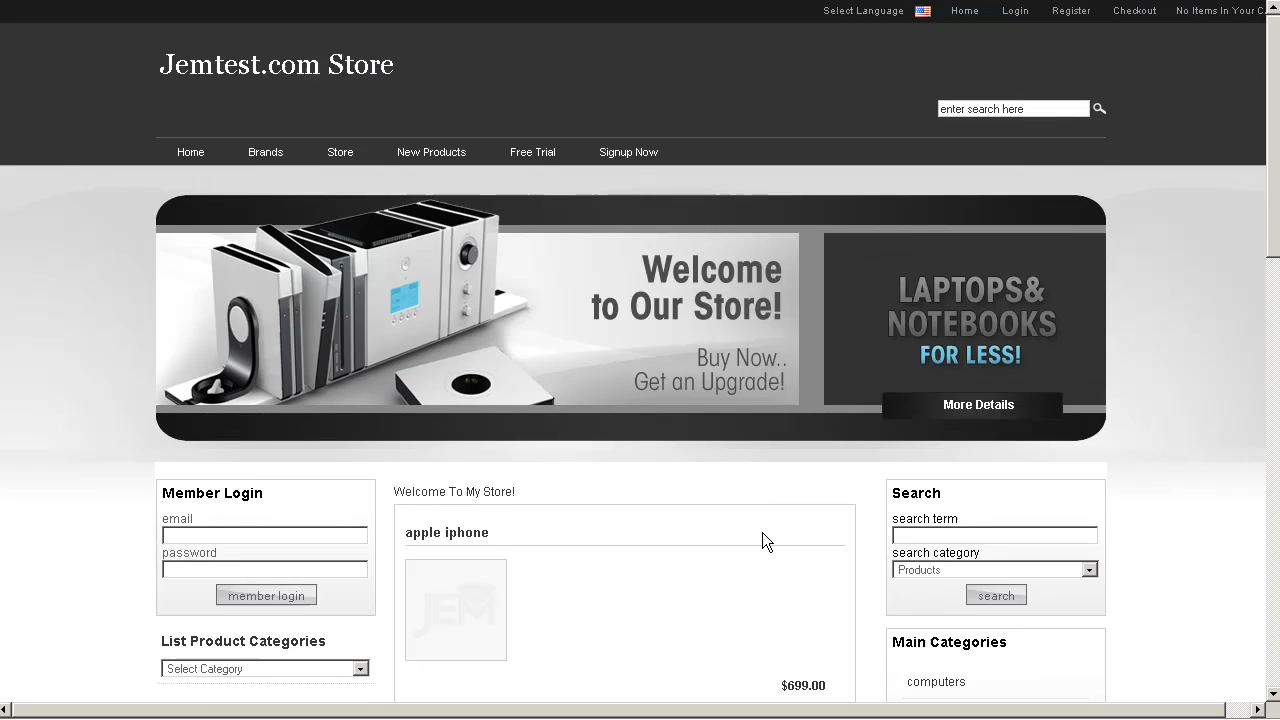 Select Language
Home
Login
Register
Checkout
No Items In Your C
Jemtest.com Store
enter search here
Home
Brands
Store
New Products
Free Trial
Signup Now
Welcome
to Our Store!
Buy Now..
Get an Upgrade!
LAPTOPS&
NOTEBOOKS
FOR LESS!
More Details
Member Login
email
password
member login
List Product Categories
Select Category
Welcome To My Store!
apple iphone
JEM
$699.00
Search
search term
search category
Products
search
Main Categories
computers